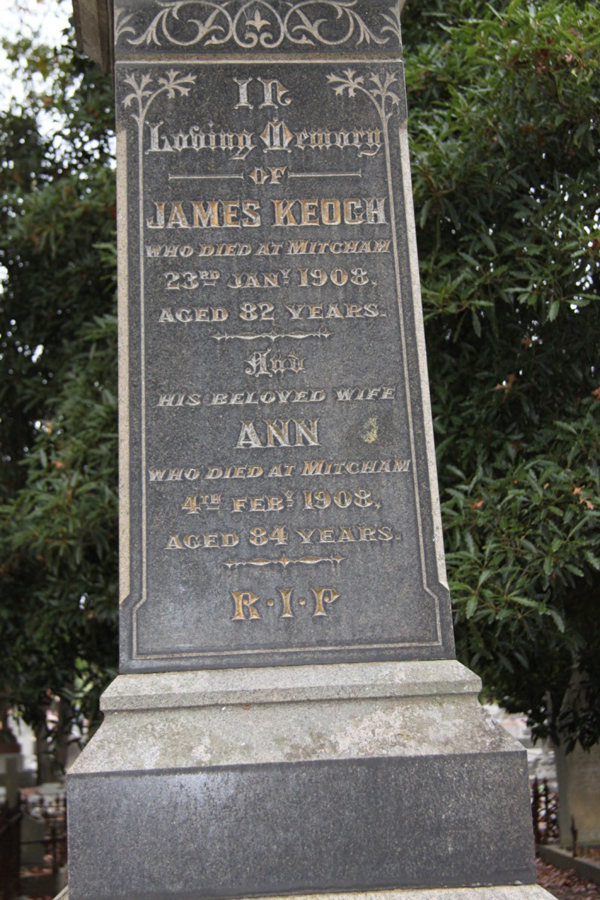 In
Loving Memory
OF
JAMES KEOGH
WHO DIED AT MITCHAM
23RD JANY 1908,
AGED 82 YEARS.
And
HIS BELOVED WIFE
ANN
WHO DIED AT MITCHAM
4TH FEBY 1908,
AGED 84 YEARS.
R·I·P